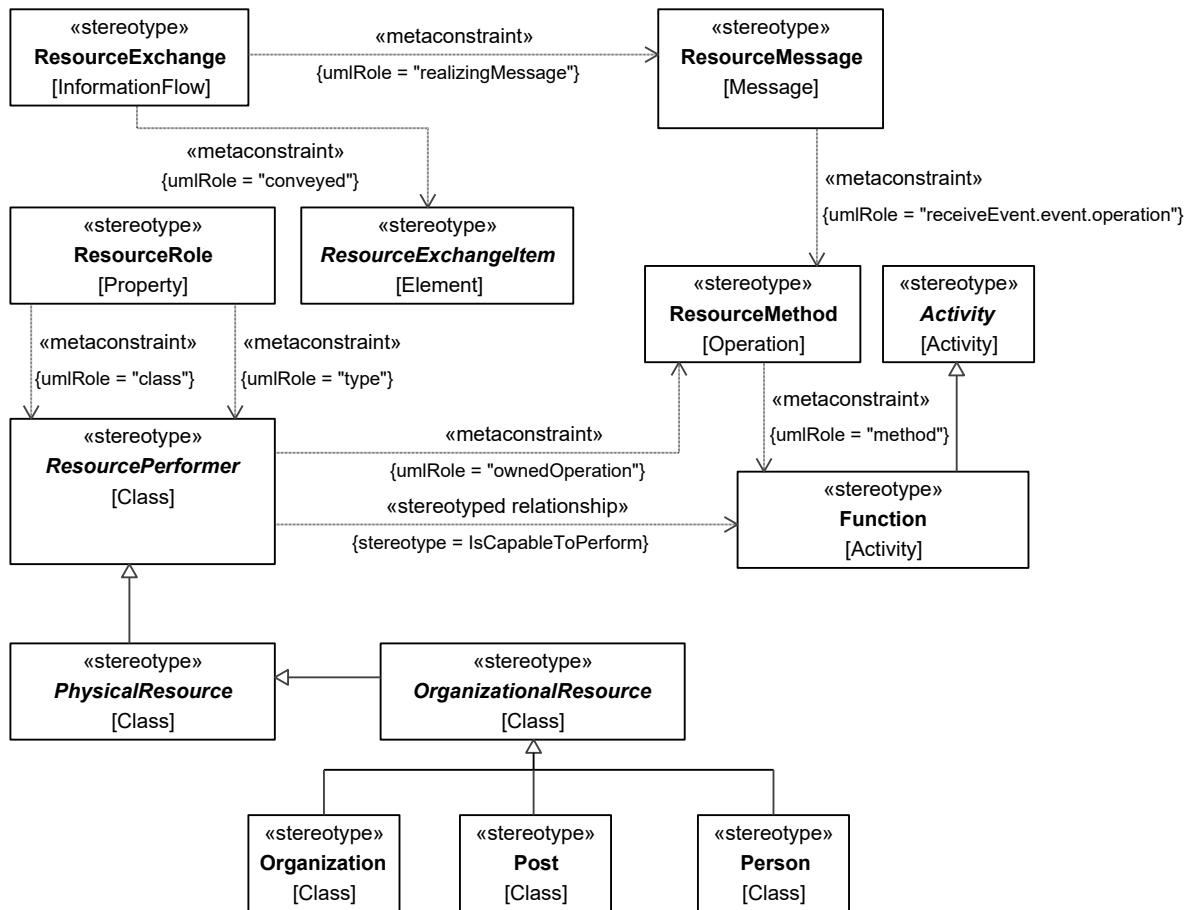 «stereotype»
ResourceExchange
[InformationFlow]
«metaconstraint»
{umlRole = "realizingMessage"}
«stereotype»
ResourceMessage
[Message]
«metaconstraint»
{umlRole = "conveyed"}
«metaconstraint»
{umlRole = "receiveEvent.event.operation"}
«stereotype»
ResourceRole
[Property]
«stereotype»
ResourceExchangeItem
[Element]
«stereotype»
ResourceMethod
[Operation]
«stereotype»
Activity
[Activity]
«metaconstraint»
{umlRole = "class"}
«metaconstraint»
{umlRole = "type"}
«metaconstraint»
{umlRole = "method"}
«stereotype»
ResourcePerformer
[Class]
«metaconstraint»
{umlRole = "ownedOperation"}
«stereotyped relationship»
{stereotype = IsCapableToPerform}
«stereotype»
Function
[Activity]
«stereotype»
PhysicalResource
[Class]
«stereotype»
OrganizationalResource
[Class]
«stereotype»
Organization
[Class]
«stereotype»
Post
[Class]
«stereotype»
Person
[Class]